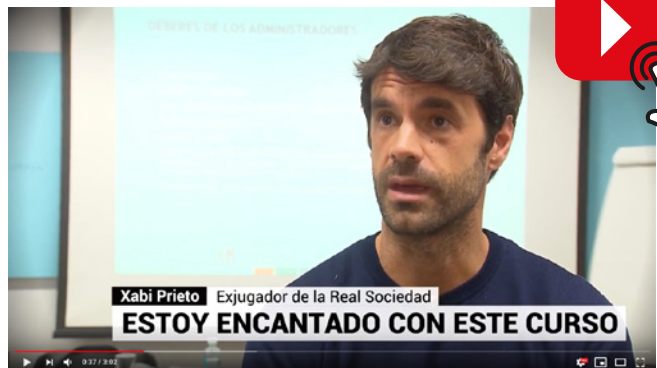 DEBERES DE LOS ADMINISTRADORES
Xabi Prieto Exjugador de la Real Sociedad
ESTOY ENCANTADO CON ESTE CURSO
0:37 / 3:02